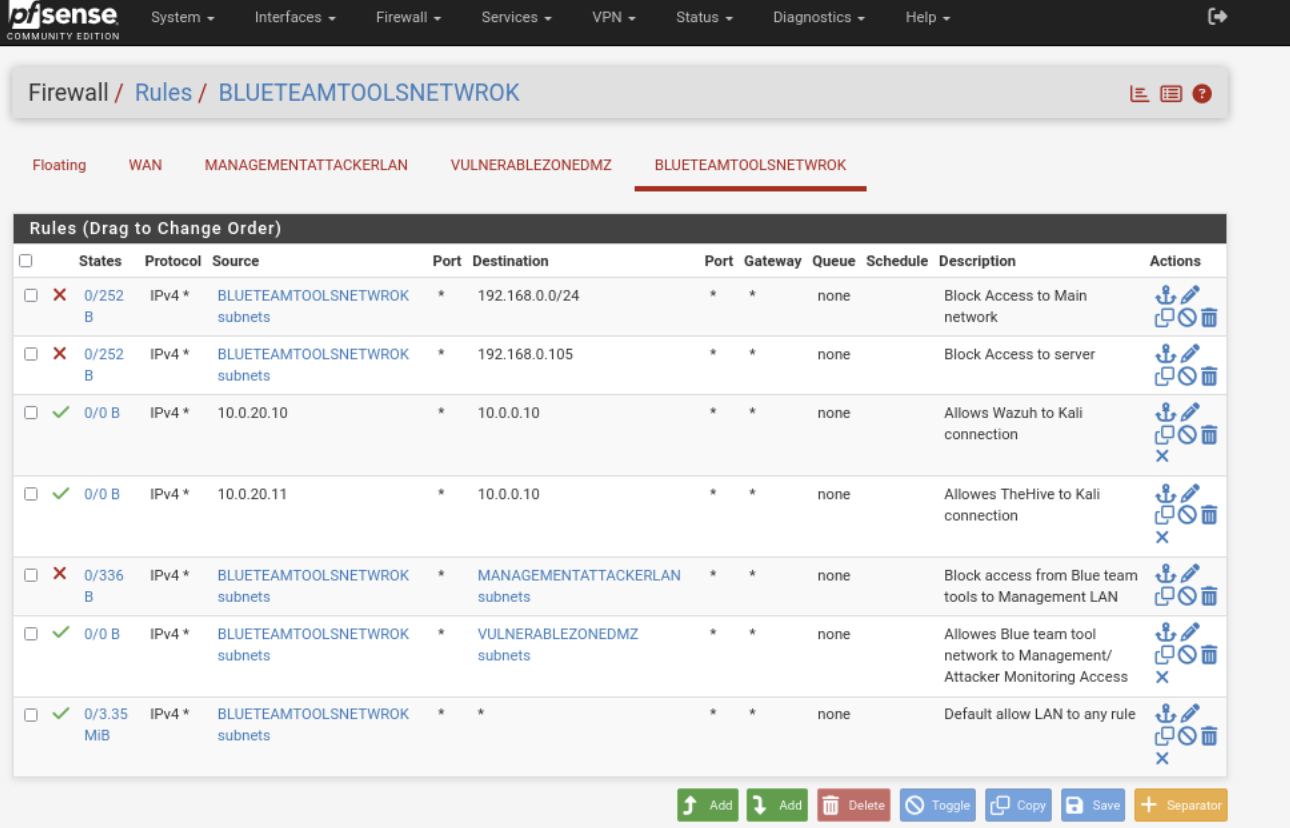 pfsense
COMMUNITY EDITION
System Interfaces Firewall Services VPN Status Diagnostics Help
Firewall / Rules / BLUETEAMTOOLSNETWROK
?
Floating WAN MANAGEMENTATTACKERLAN VULNERABLEZONEDMZ BLUETEAMTOOLSNETWROK
Rules (Drag to Change Order)
States Protocol Source Port Destination Port Gateway Queue Schedule Description Actions
0/252 IPv4 * BLUETEAMTOOLSNETWROK * 192.168.0.0/24 * * none Block Access to Main
B subnets network
0/252 IPv4 * BLUETEAMTOOLSNETWROK * 192.168.0.105 * * none Block Access to server
B subnets
0/0 B IPv4 * 10.0.20.10 * 10.0.0.10 * * none Allows Wazuh to Kali
connection
0/0 B IPv4 * 10.0.20.11 * 10.0.0.10 * * none Allowes TheHive to Kali
connection
0/336 IPv4 * BLUETEAMTOOLSNETWROK * MANAGEMENTATTACKERLAN * * none Block access from Blue team
B subnets subnets tools to Management LAN
0/0 B IPv4 * BLUETEAMTOOLSNETWROK * VULNERABLEZONEDMZ * * none Allowes Blue team tool
subnets subnets network to Management/
Attacker Monitoring Access
0/3.35 IPv4 * BLUETEAMTOOLSNETWROK * * * * none Default allow LAN to any rule
MiB subnets
Add Add Delete Toggle Copy Save Separator